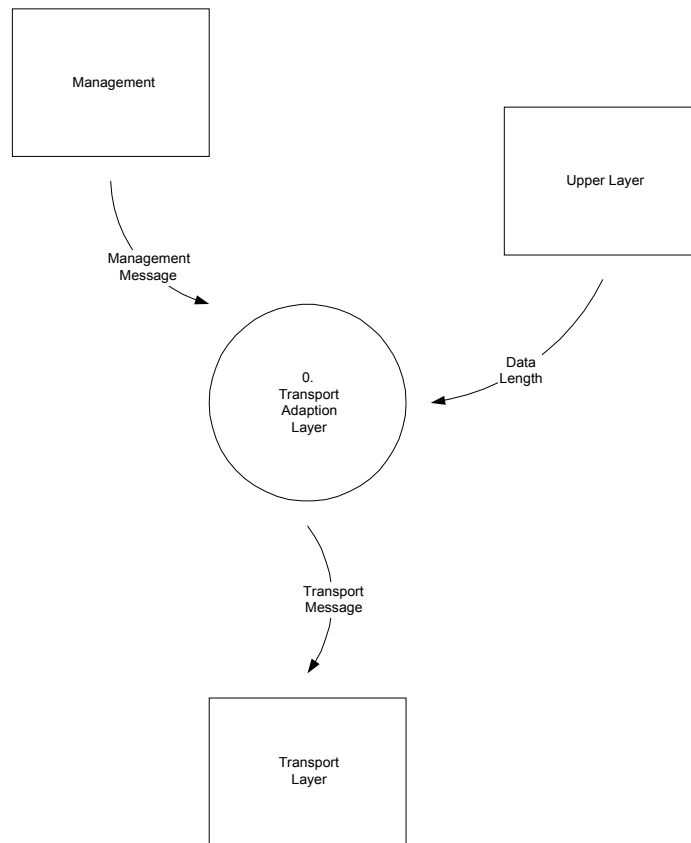 Management
Upper Layer
Management
Message
Data
Length
0.
Transport
Adaption
Layer
Transport
Message
Transport
Layer